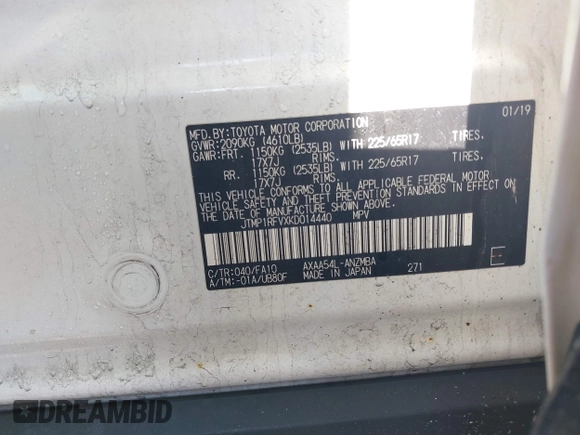 01/19
MFD.BY:TOYOTA MOTOR CORPORATION
GVWR:2090KG (4610LB)
GAWR:FRT. 1150KG (2535LB) WITH 225/65R17 TIRES.
17X7J RIMS.
RR. 1150KG (2535LB) WITH 225/65R17 TIRES.
17X7J RIMS.
THIS VEHICLE CONFORMS TO ALL APPLICABLE FEDERAL MOTOR
VEHICLE SAFETY AND THEFT PREVENTION STANDARDS IN EFFECT ON
THE DATE OF MANUFACTURE SHOWN ABOVE.
JTMP1RFVXKD014440 MPV
C/TR:040/FA10 AXAA54L-ANZMBA 271 E
A/TM:-01A/UB80F MADE IN JAPAN
DREAMBID